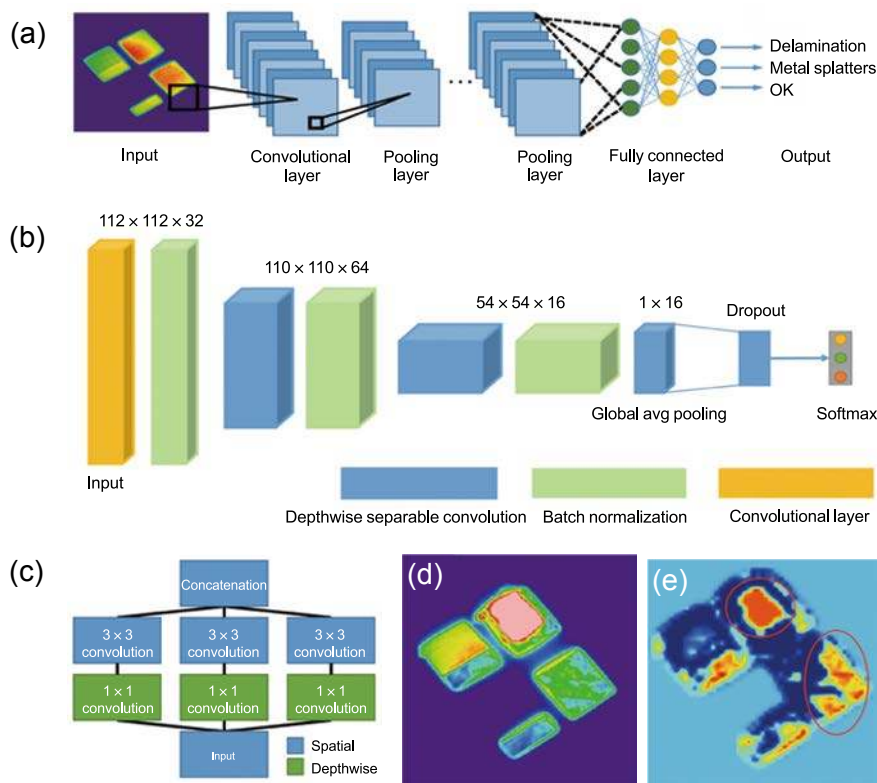 (a)
Delamination
Metal splatters
OK
Input
Convolutional
layer
Pooling
layer
...
Pooling
layer
Fully connected
layer
Output
(b)
112 × 112 × 32
110 × 110 × 64
54 × 54 × 16
1 × 16
Dropout
Global avg pooling
Softmax
Input
Depthwise separable convolution
Batch normalization
Convolutional layer
(c)
Concatenation
3 × 3
convolution
3 × 3
convolution
3 × 3
convolution
1 × 1
convolution
1 × 1
convolution
1 × 1
convolution
Input
Spatial
Depthwise
(d)
(e)